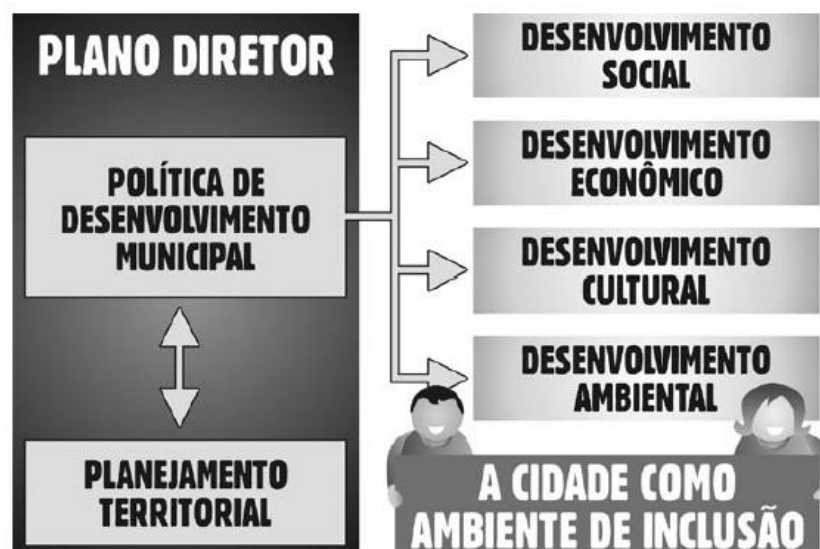 PLANO DIRETOR
POLÍTICA DE
DESENVOLVIMENTO
MUNICIPAL
PLANEJAMENTO
TERRITORIAL
DESENVOLVIMENTO
SOCIAL
DESENVOLVIMENTO
ECONÔMICO
DESENVOLVIMENTO
CULTURAL
DESENVOLVIMENTO
AMBIENTAL
A CIDADE COMO
AMBIENTE DE INCLUSÃO